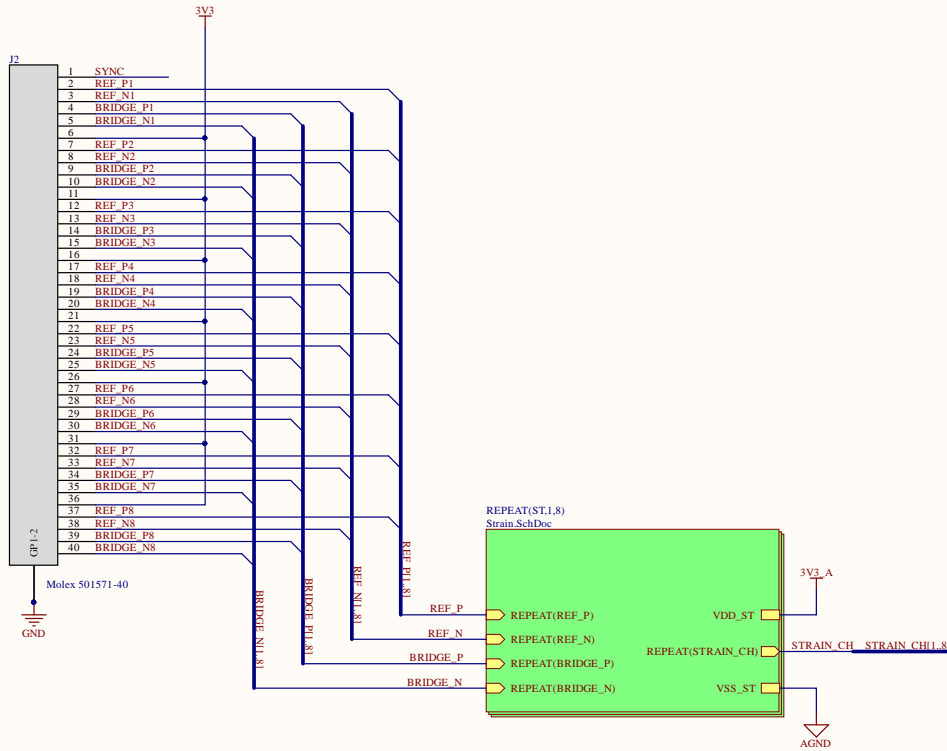 3V3
J2
1 SYNC
2 REF_P1
3 REF_N1
4 BRIDGE_P1
5 BRIDGE_N1
6
7 REF_P2
8 REF_N2
9 BRIDGE_P2
10 BRIDGE_N2
11
12 REF_P3
13 REF_N3
14 BRIDGE_P3
15 BRIDGE_N3
16
17 REF_P4
18 REF_N4
19 BRIDGE_P4
20 BRIDGE_N4
21
22 REF_P5
23 REF_N5
24 BRIDGE_P5
25 BRIDGE_N5
26
27 REF_P6
28 REF_N6
29 BRIDGE_P6
30 BRIDGE_N6
31
32 REF_P7
33 REF_N7
34 BRIDGE_P7
35 BRIDGE_N7
36
37 REF_P8
38 REF_N8
39 BRIDGE_P8
40 BRIDGE_N8
GP1-2
Molex 501571-40
GND
BRIDGE_N[1..8]
BRIDGE_P[1..8]
REF_N[1..8]
REF_P[1..8]
REPEAT(ST,1,8)
Strain.SchDoc
REF_P REPEAT(REF_P)
REF_N REPEAT(REF_N)
BRIDGE_P REPEAT(BRIDGE_P)
BRIDGE_N REPEAT(BRIDGE_N)
3V3_A
VDD_ST
REPEAT(STRAIN_CH) STRAIN_CH STRAIN_CH[1..8
VSS_ST
AGND